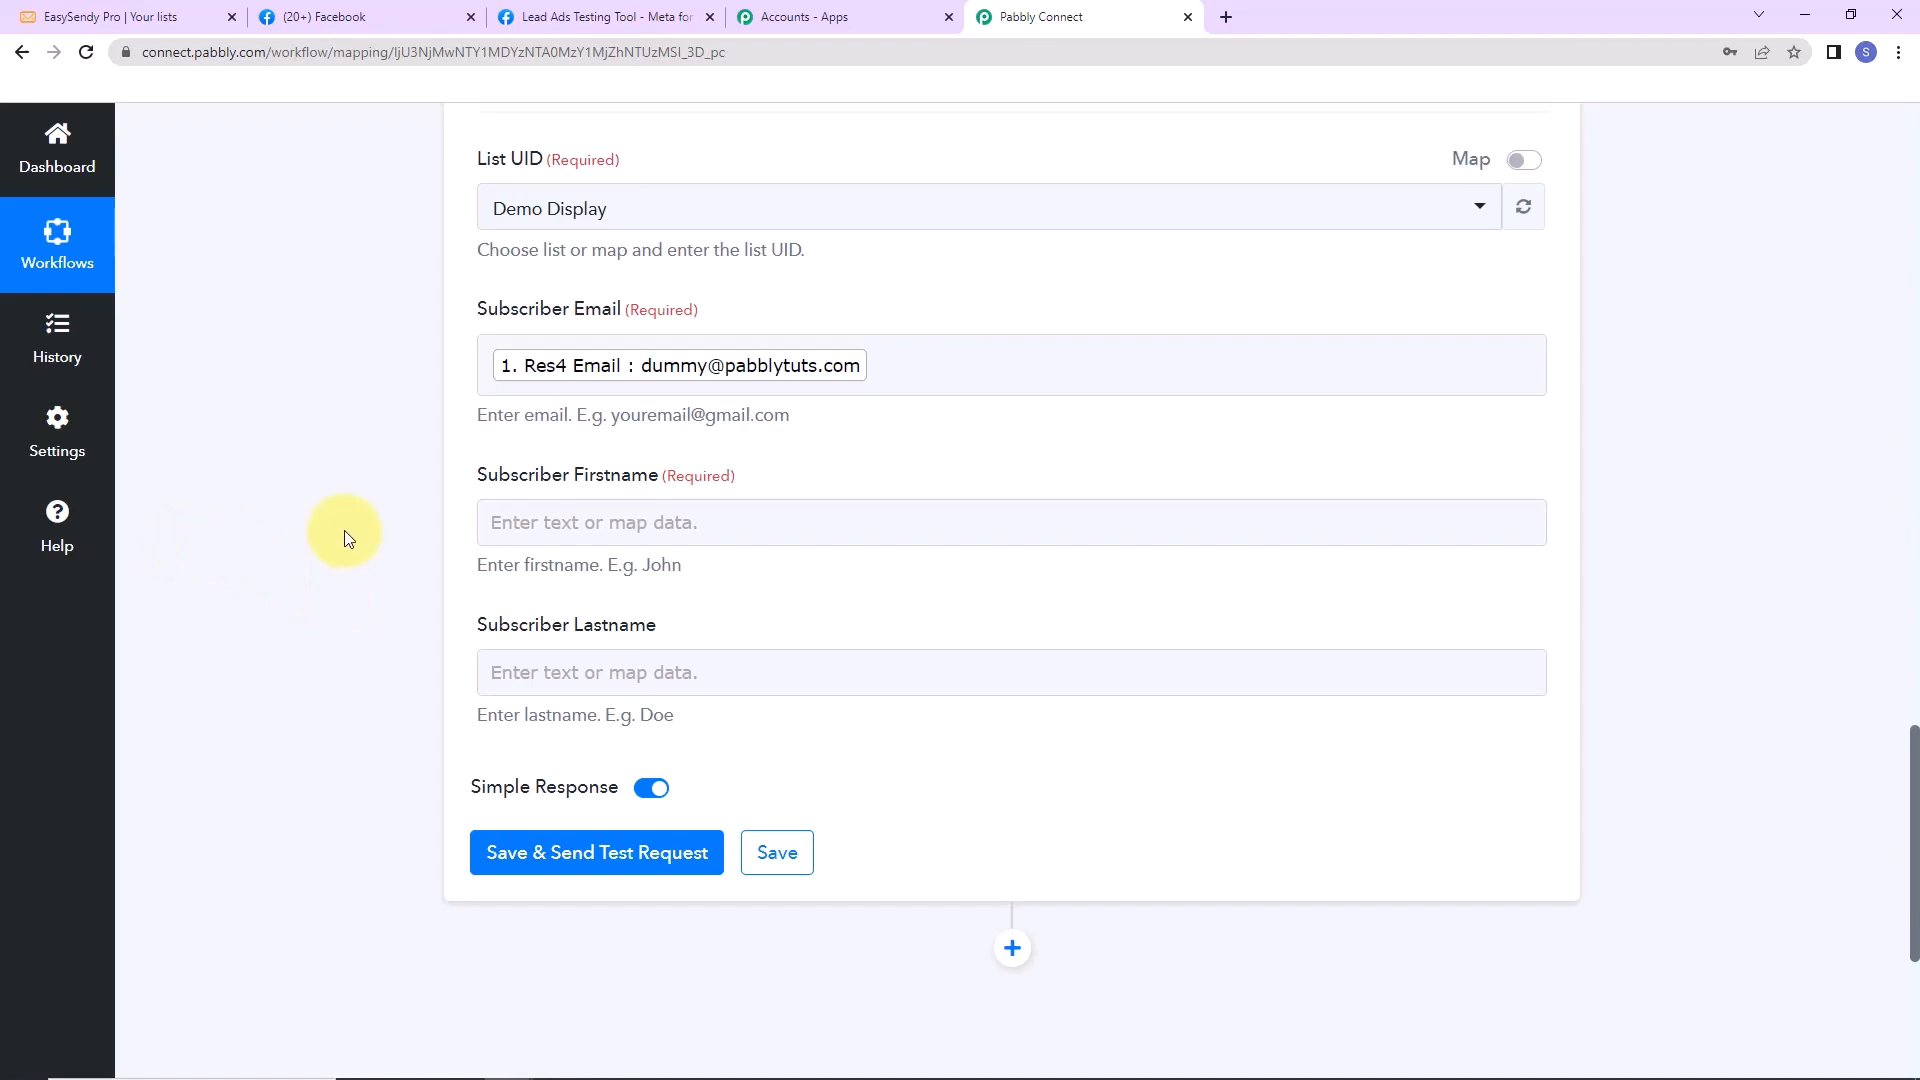 EasySendy Pro | Your lists
(20+) Facebook
Lead Ads Testing Tool - Meta for
Accounts - Apps
Pabbly Connect
connect.pabbly.com/workflow/mapping/IjU3NjMwNTY1MDYzNTA0MzY1MjZhNTUzMSI_3D_pc
S
Dashboard
Workflows
History
Settings
Help
List UID (Required)
Map
Demo Display
Choose list or map and enter the list UID.
Subscriber Email (Required)
1. Res4 Email : dummy@pabblytuts.com
Enter email. E.g. youremail@gmail.com
Subscriber Firstname (Required)
Enter text or map data.
Enter firstname. E.g. John
Subscriber Lastname
Enter text or map data.
Enter lastname. E.g. Doe
Simple Response
Save & Send Test Request
Save